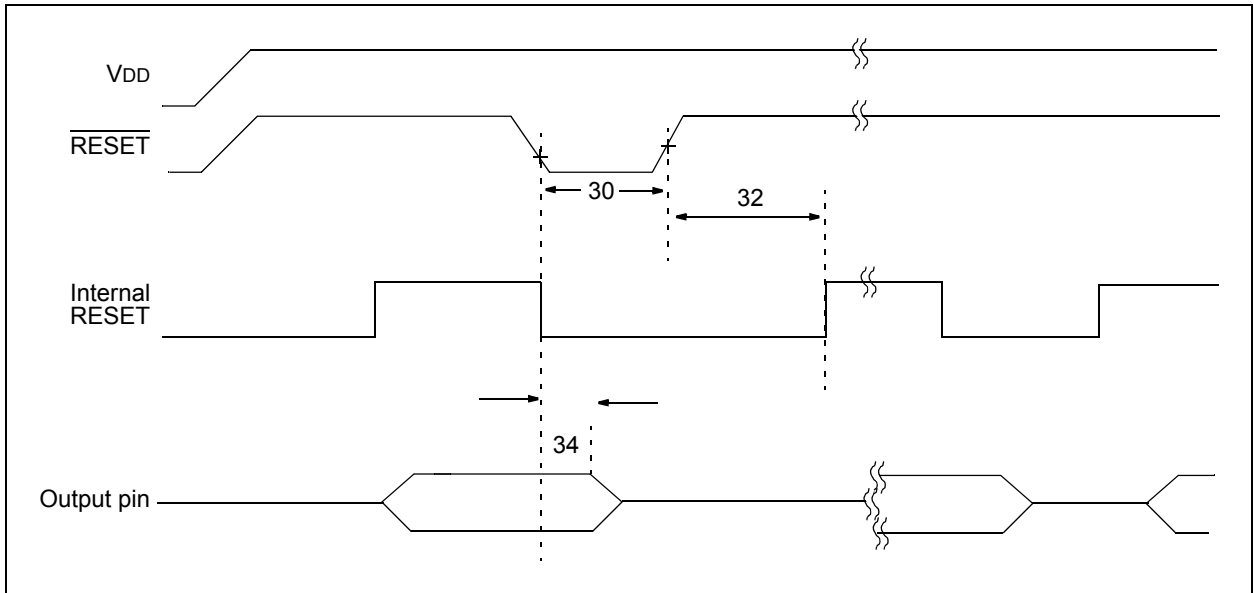 VDD
RESET
30
32
Internal
RESET
34
Output pin